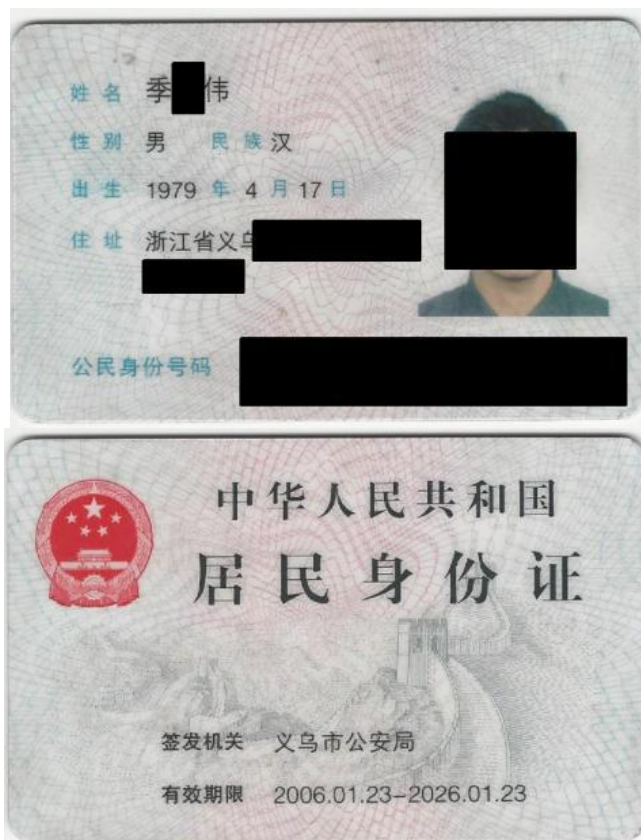 姓名 季 伟
性别 男 民族 汉
出生 1979 年 4 月 17 日
住址 浙江省义乌
公民身份号码
中华人民共和国
居民身份证
签发机关 义乌市公安局
有效期限 2006.01.23-2026.01.23